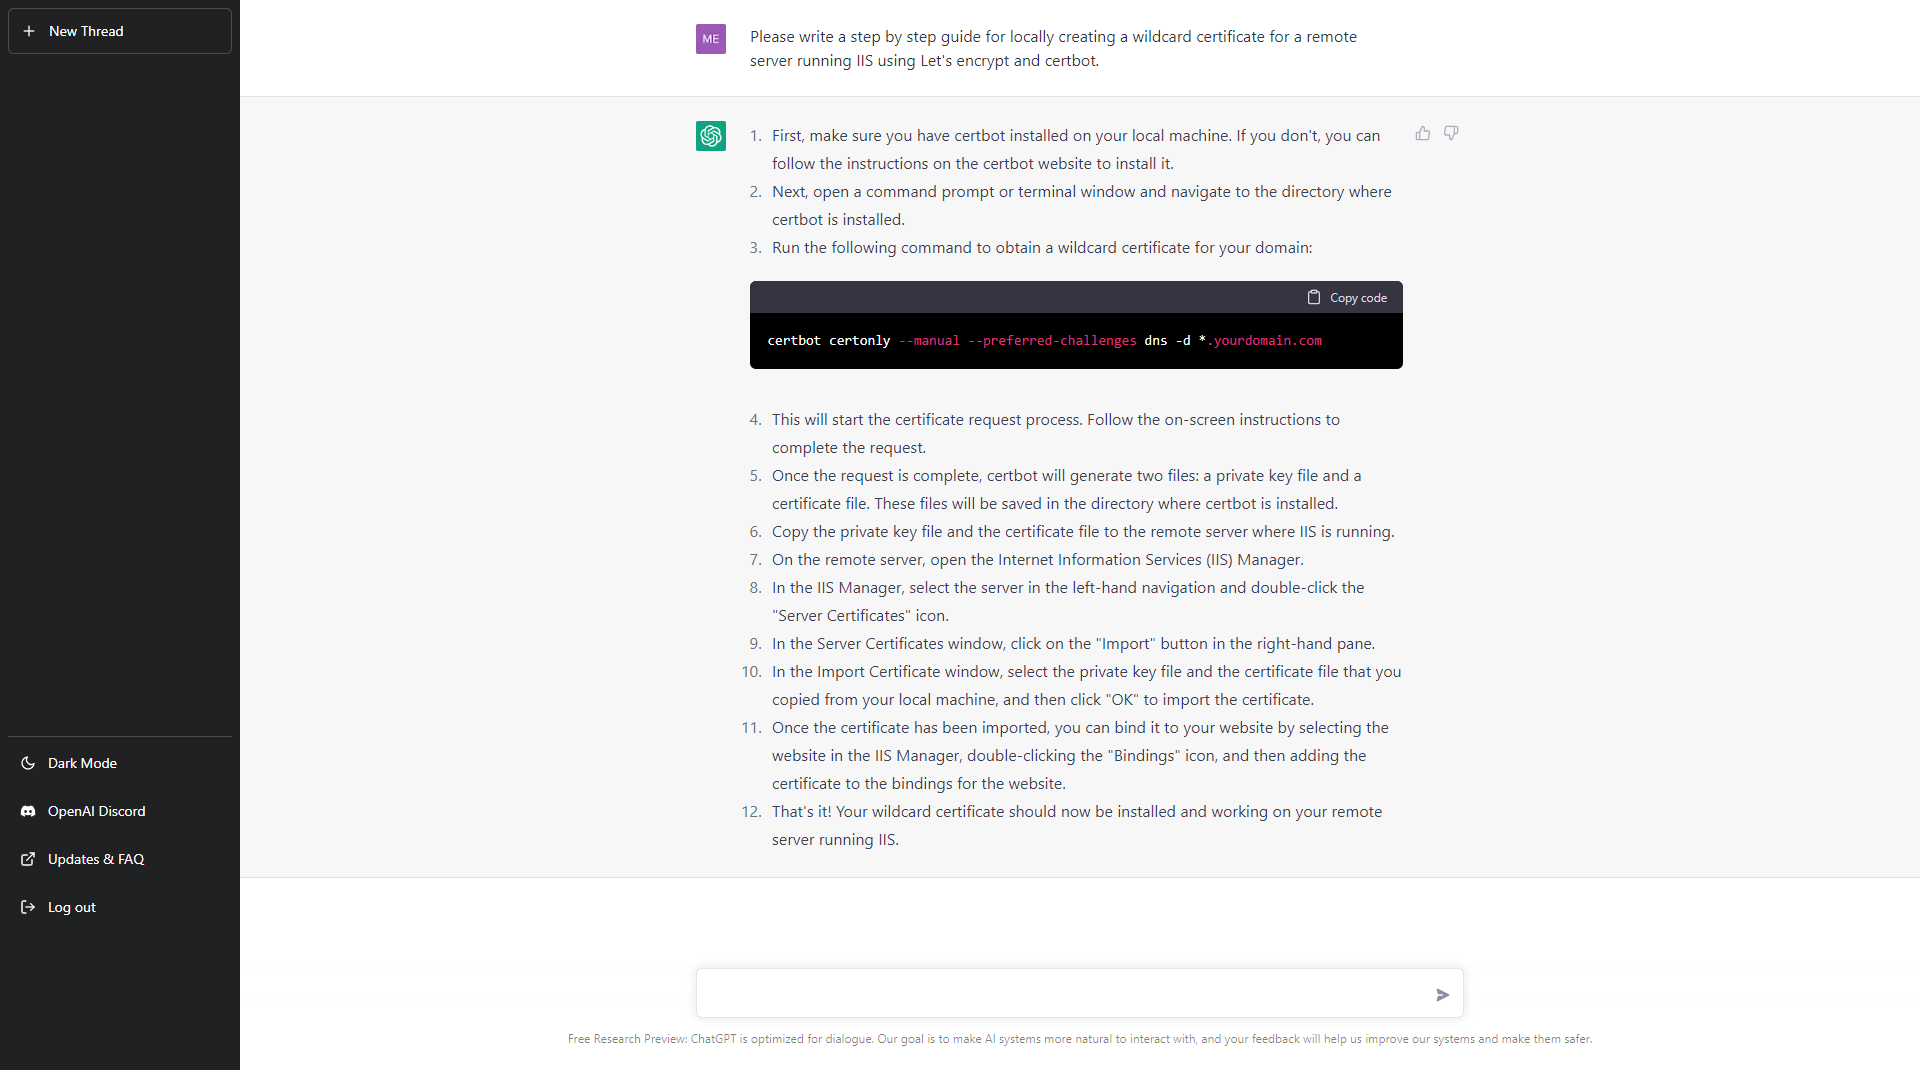 New Thread
ME
Please write a step by step guide for locally creating a wildcard certificate for a remote
server running IIS using Let's encrypt and certbot.
1. First, make sure you have certbot installed on your local machine. If you don't, you can
follow the instructions on the certbot website to install it.
2. Next, open a command prompt or terminal window and navigate to the directory where
certbot is installed.
3. Run the following command to obtain a wildcard certificate for your domain:
Copy code
certbot certonly --manual --preferred-challenges dns -d *.yourdomain.com
4. This will start the certificate request process. Follow the on-screen instructions to
complete the request.
5. Once the request is complete, certbot will generate two files: a private key file and a
certificate file. These files will be saved in the directory where certbot is installed.
6. Copy the private key file and the certificate file to the remote server where IIS is running.
7. On the remote server, open the Internet Information Services (IIS) Manager.
8. In the IIS Manager, select the server in the left-hand navigation and double-click the
"Server Certificates" icon.
9. In the Server Certificates window, click on the "Import" button in the right-hand pane.
10. In the Import Certificate window, select the private key file and the certificate file that you
copied from your local machine, and then click "OK" to import the certificate.
11. Once the certificate has been imported, you can bind it to your website by selecting the
website in the IIS Manager, double-clicking the "Bindings" icon, and then adding the
certificate to the bindings for the website.
12. That's it! Your wildcard certificate should now be installed and working on your remote
server running IIS.
Dark Mode
OpenAI Discord
Updates & FAQ
Log out
Free Research Preview: ChatGPT is optimized for dialogue. Our goal is to make AI systems more natural to interact with, and your feedback will help us improve our systems and make them safer.